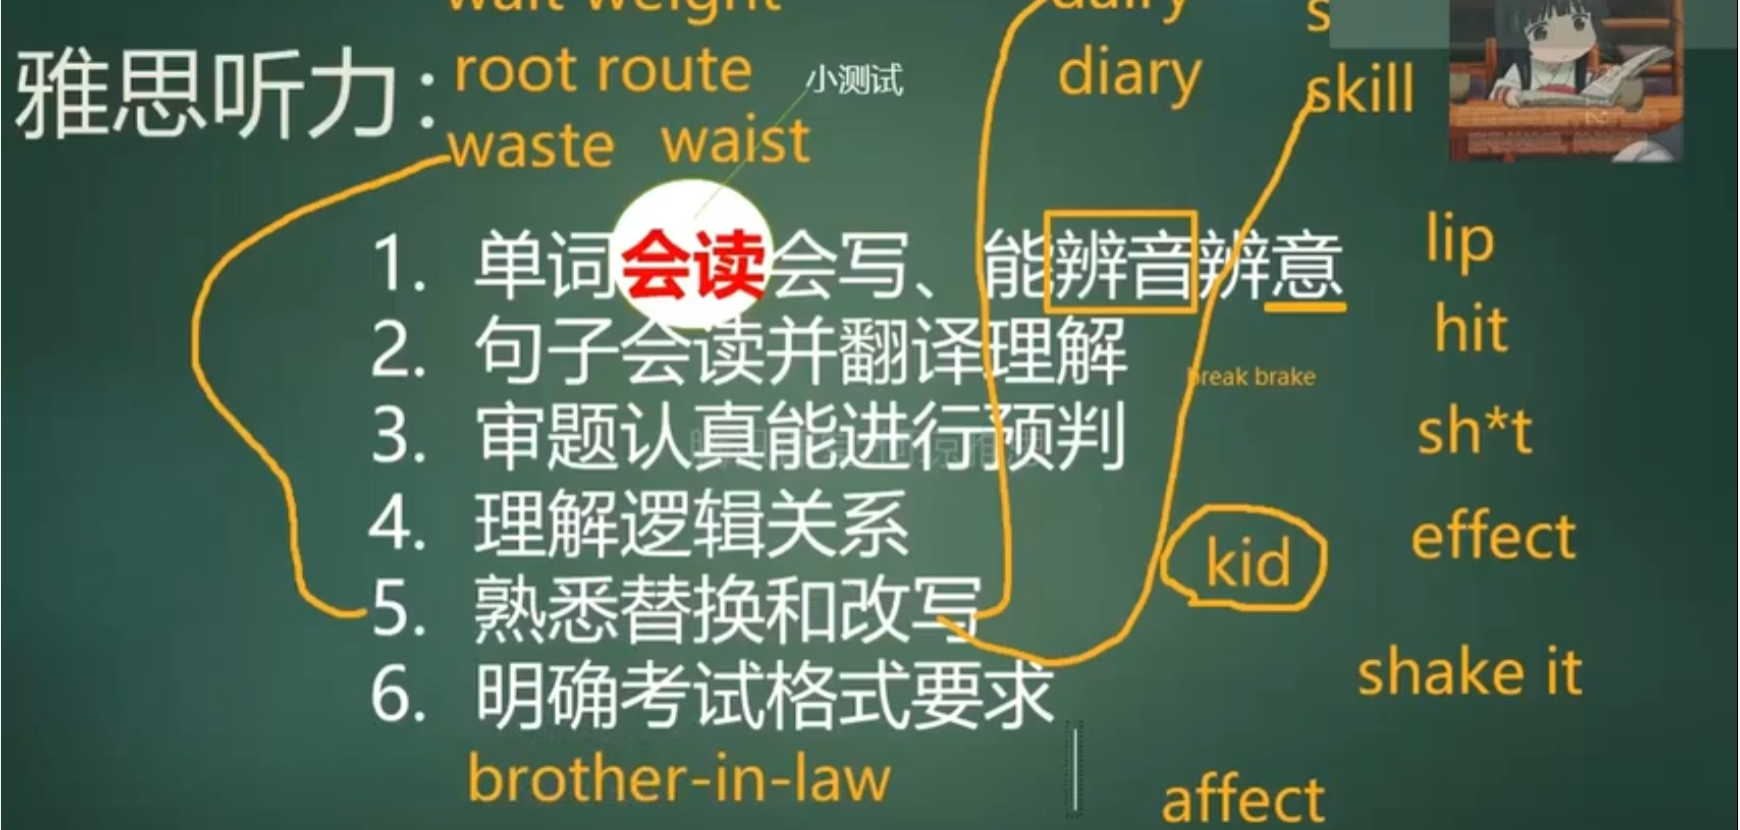 wait weight
dairy
雅思听力：
root route
小测试
diary
skill
waste waist
1. 单词会读会写、能辨音辨意
lip
2. 句子会读并翻译理解
hit
break brake
3. 审题认真能进行预判
sh*t
4. 理解逻辑关系
effect
kid
5. 熟悉替换和改写
shake it
6. 明确考试格式要求
brother-in-law
affect